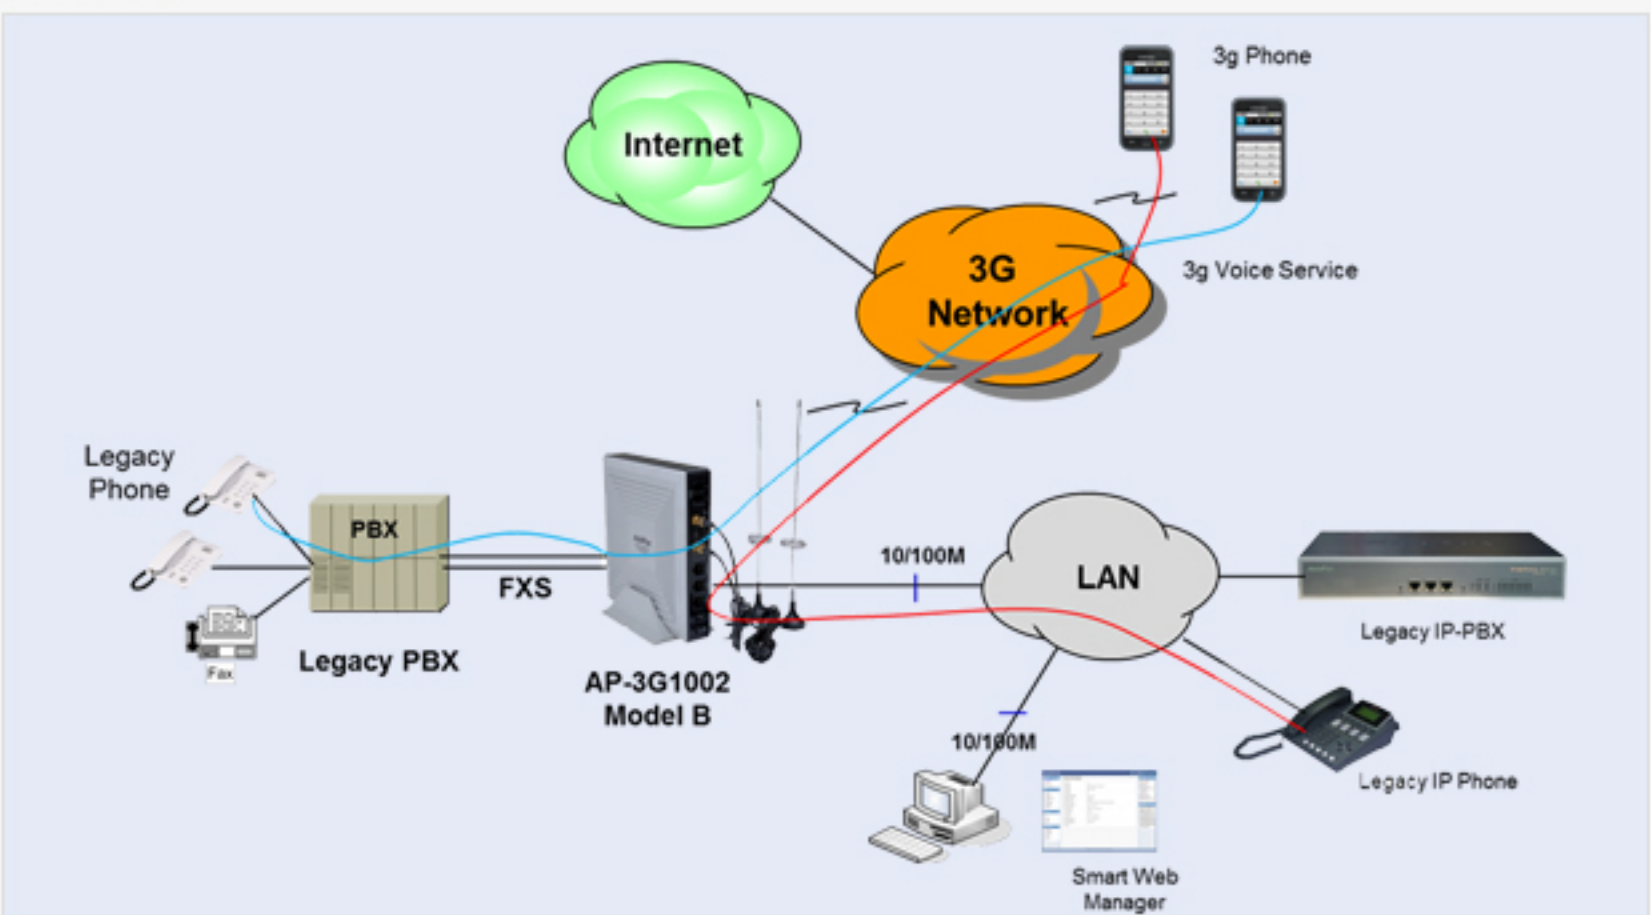 3g Phone
Internet
3G
Network
3g Voice Service
Legacy
Phone
PBX
FXS
10/100M
LAN
Legacy IP-PBX
Legacy PBX
Fax
AP-3G1002
Model B
10/100M
Legacy IP Phone
Smart Web
Manager